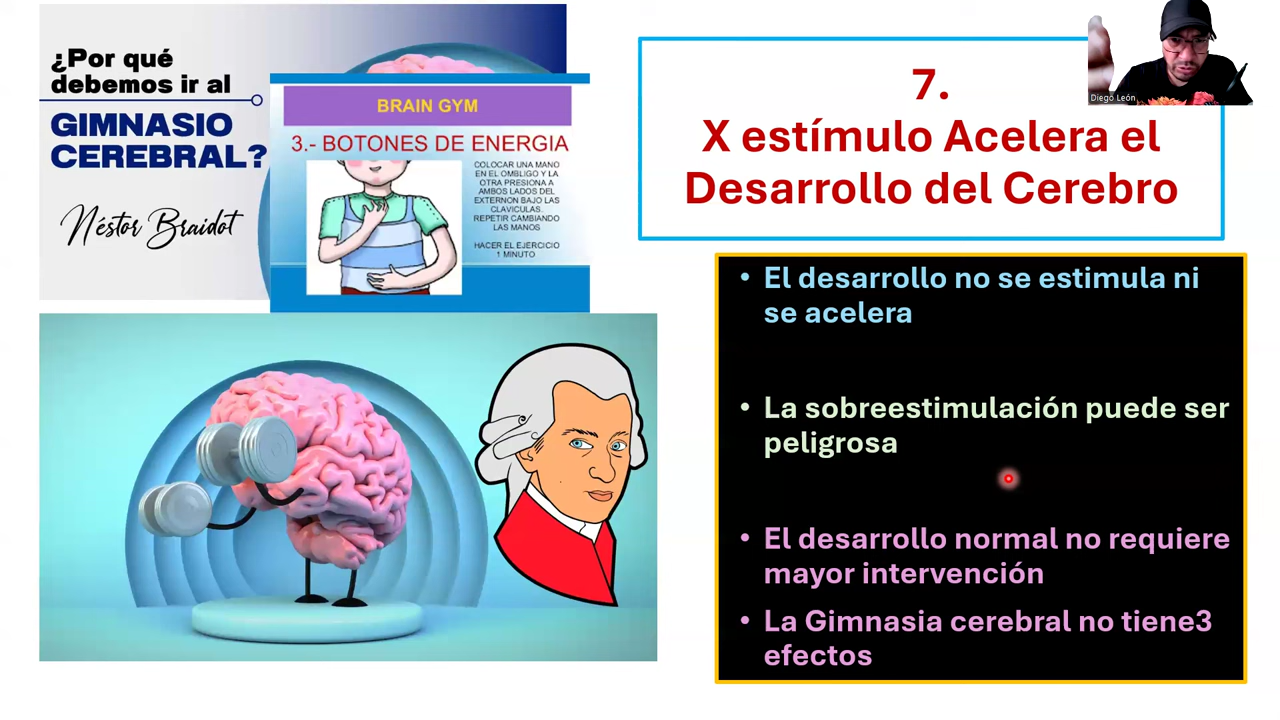 ¿Por qué
debemos ir al
GIMNASIO
CEREBRAL?
Néstor Braidot
BRAIN GYM
3.- BOTONES DE ENERGIA
COLOCAR UNA MANO
EN EL OMBLIGO Y LA
OTRA PRESIONA A
AMBOS LADOS DEL
EXTERNON BAJO LAS
CLAVICULAS.
REPETIR CAMBIANDO
LAS MANOS
HACER EL EJERCICIO
1 MINUTO
7.
X estímulo Acelera el
Desarrollo del Cerebro
Diego León
• El desarrollo no se estimula ni
se acelera
• La sobreestimulación puede ser
peligrosa
• El desarrollo normal no requiere
mayor intervención
• La Gimnasia cerebral no tiene3
efectos